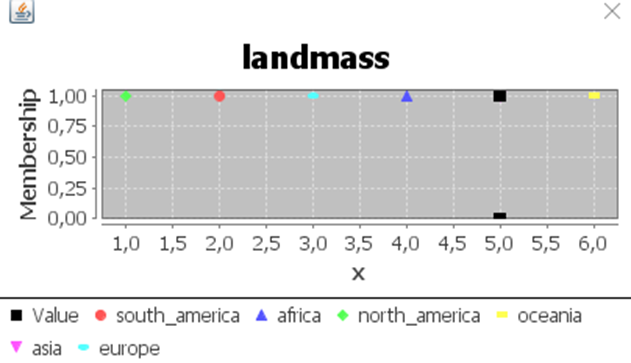 landmass
Membership
1,00
0,75
0,50
0,25
0,00
1,0 1,5 2,0 2,5 3,0 3,5 4,0 4,5 5,0 5,5 6,0
x
Value south_america africa north_america oceania
asia europe